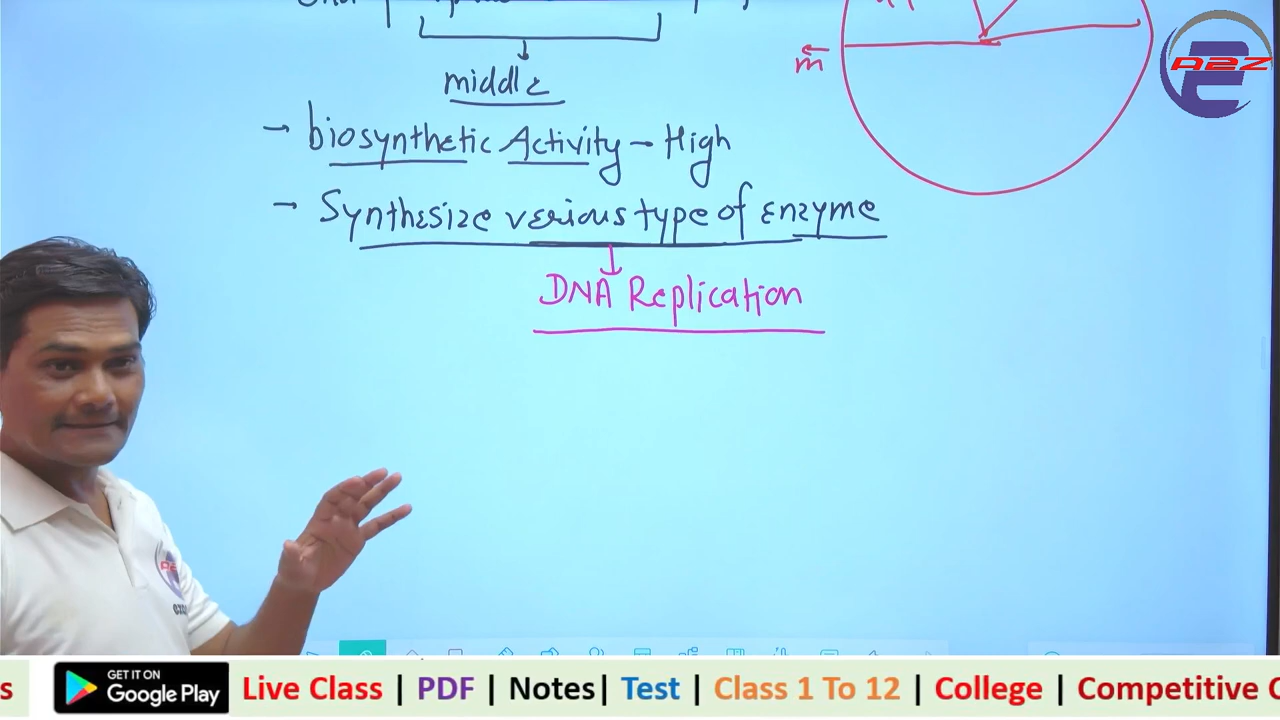 m
A2Z
middle
→ biosynthetic Activity - High
- Synthesize verious type of enzyme
DNA Replication
A2Z
s
GET IT ON
Google Play
Live Class | PDF | Notes| Test | Class 1 To 12 | College | Competitive C